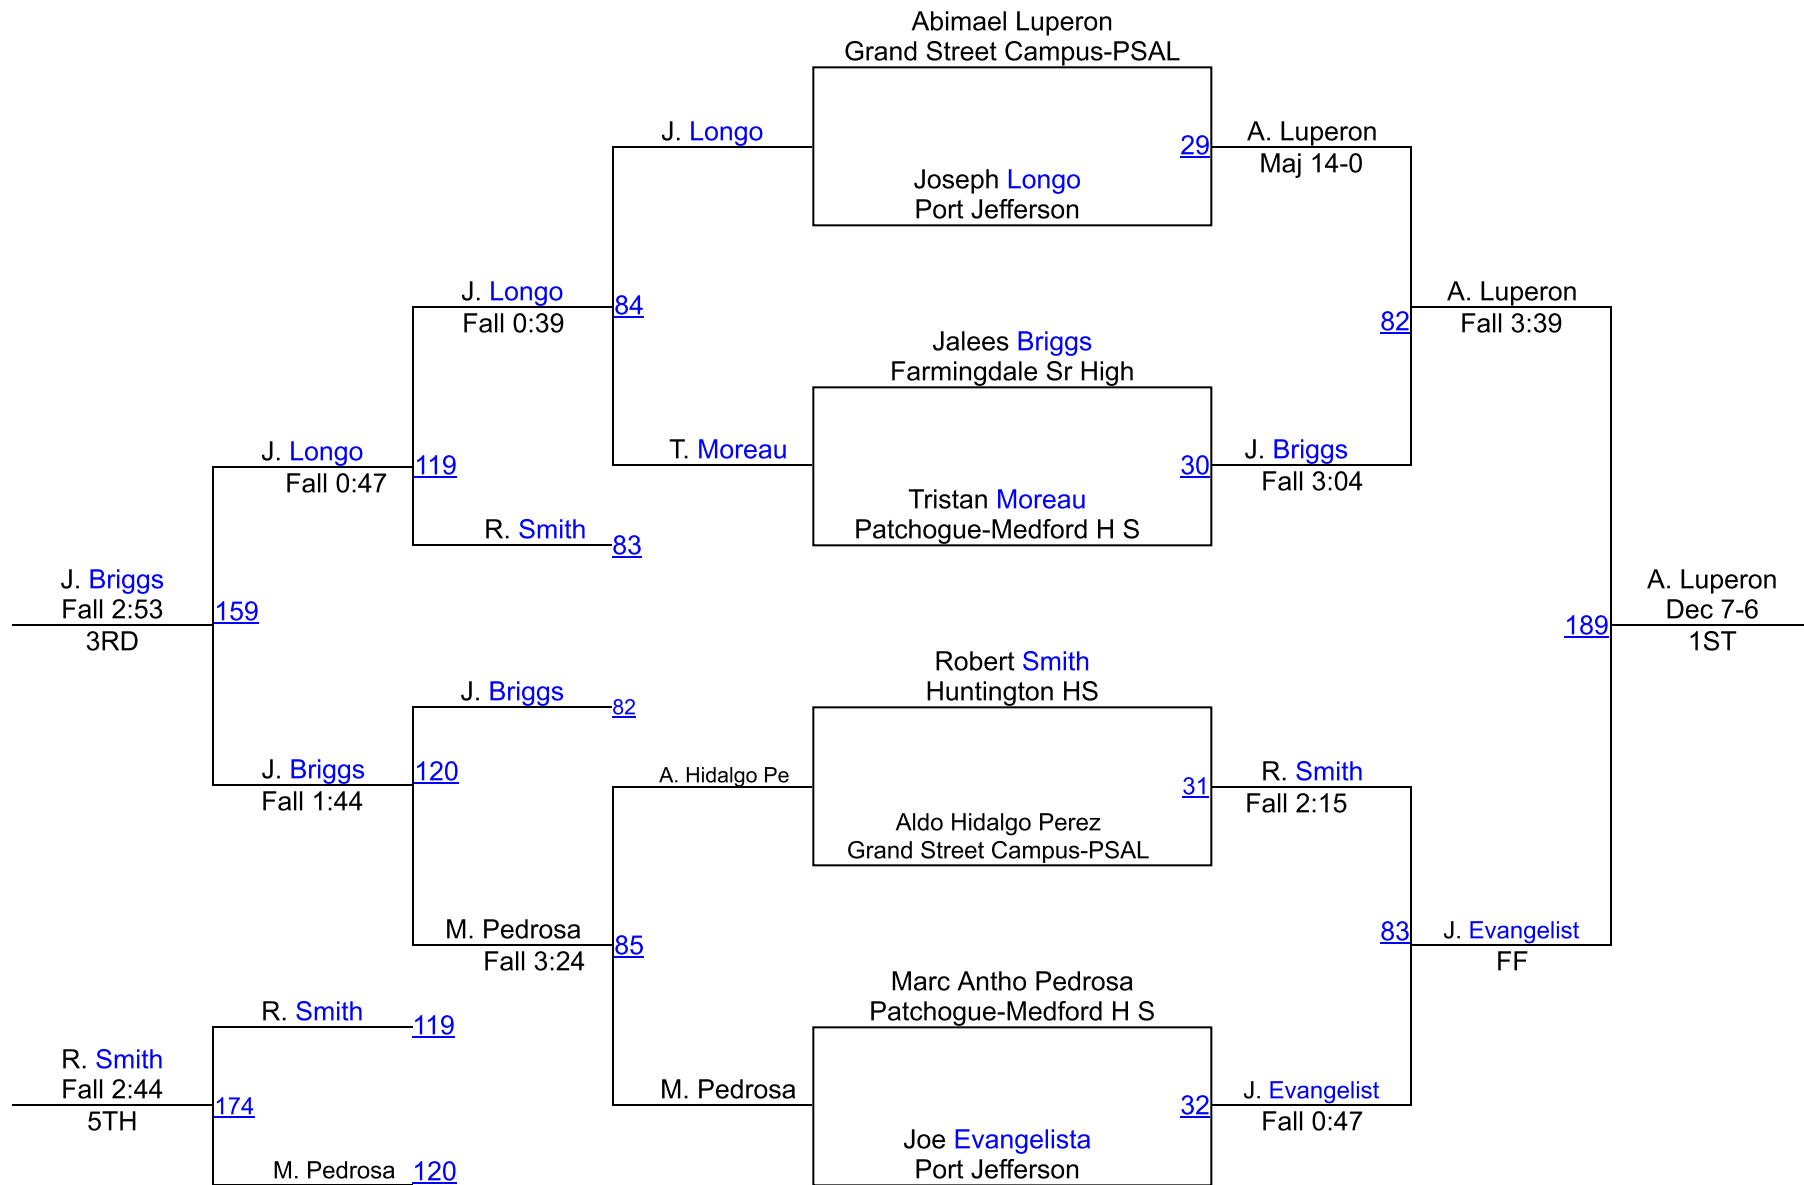 Abimael Luperon
Grand Street Campus-PSAL
J. Longo
29
A. Luperon
Maj 14-0
Joseph Longo
Port Jefferson
J. Longo
Fall 0:39
84
A. Luperon
Fall 3:39
82
Jalees Briggs
Farmingdale Sr High
J. Longo
Fall 0:47
119
T. Moreau
30
J. Briggs
Fall 3:04
Tristan Moreau
Patchogue-Medford H S
R. Smith
83
J. Briggs
Fall 2:53
3RD
159
A. Luperon
Dec 7-6
1ST
189
Robert Smith
Huntington HS
J. Briggs
82
J. Briggs
Fall 1:44
120
A. Hidalgo Pe
31
R. Smith
Fall 2:15
Aldo Hidalgo Perez
Grand Street Campus-PSAL
M. Pedrosa
Fall 3:24
85
83
J. Evangelist
FF
Marc Antho Pedrosa
Patchogue-Medford H S
R. Smith
119
R. Smith
Fall 2:44
5TH
174
M. Pedrosa
32
J. Evangelist
Fall 0:47
Joe Evangelista
Port Jefferson
M. Pedrosa
120